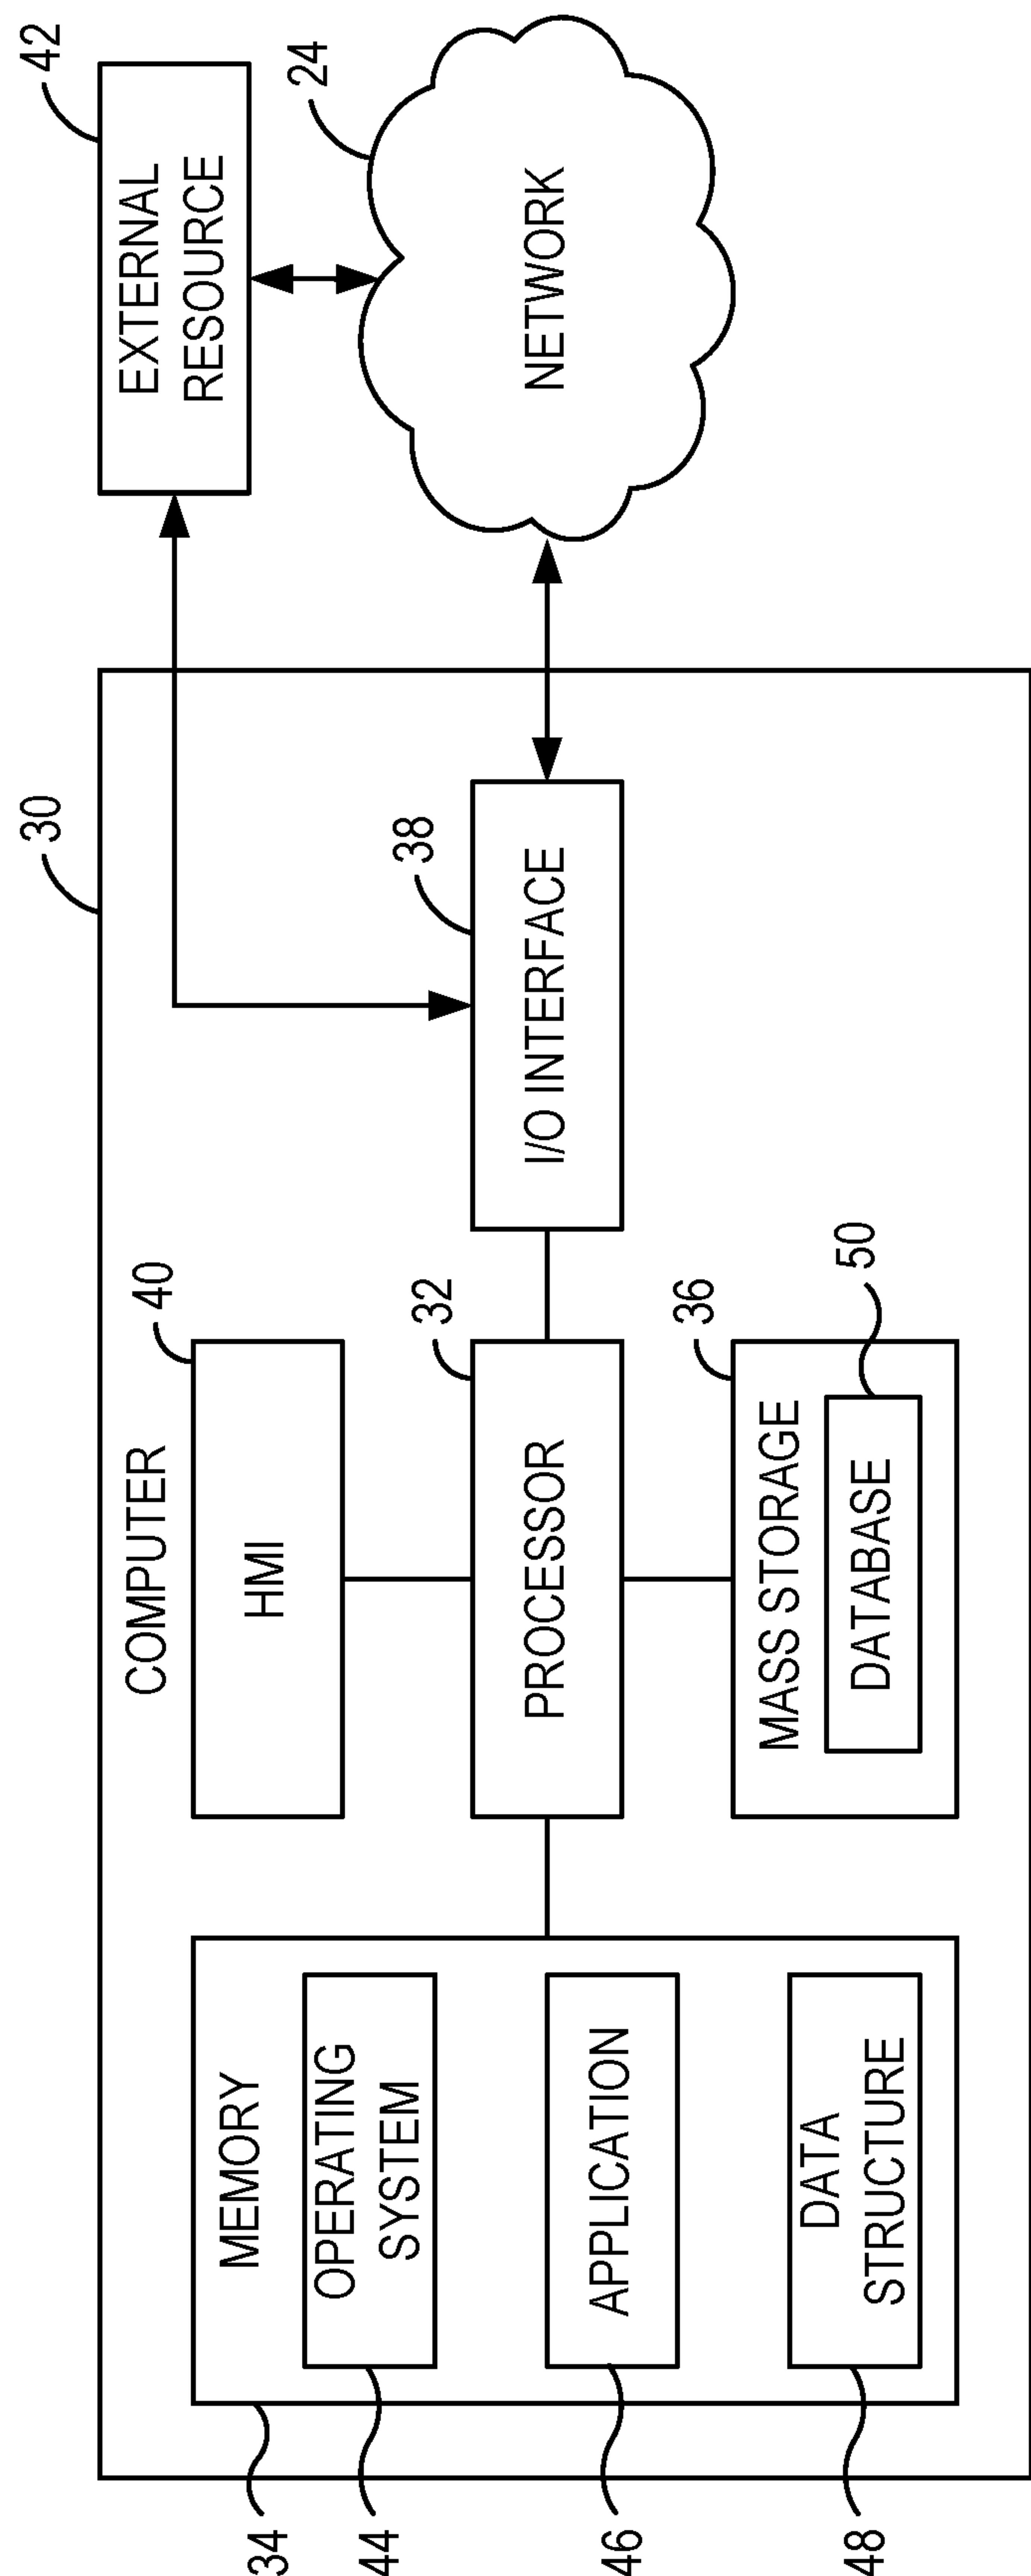 30
COMPUTER
34
MEMORY
44
OPERATING
SYSTEM
46
APPLICATION
48
DATA
STRUCTURE
40
HMI
32
PROCESSOR
36
MASS STORAGE
50
DATABASE
38
I/O INTERFACE
42
EXTERNAL
RESOURCE
24
NETWORK